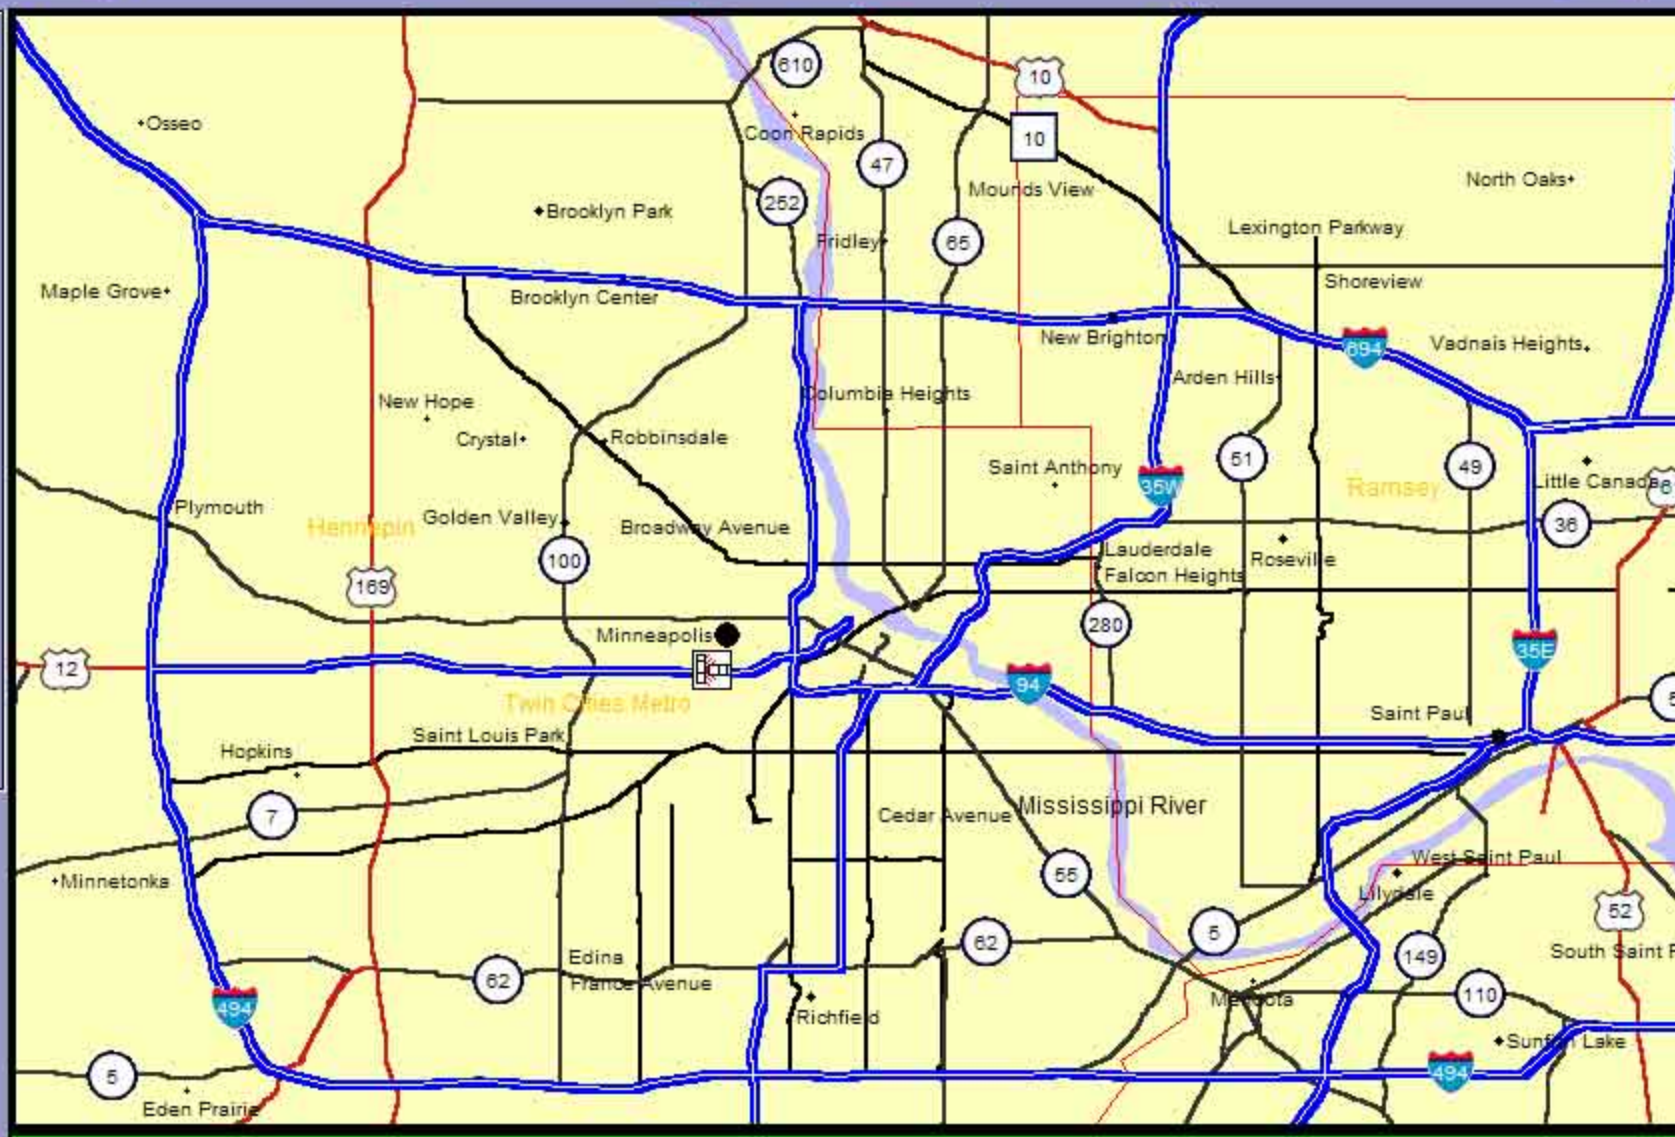 610
10
Osseo
Coon Rapids
10
47
North Oaks
Mounds View
252
Brooklyn Park
Lexington Parkway
Fridley
65
Shoreview
Maple Grove
Brooklyn Center
New Brighton
694
Vadnais Heights
Arden Hills
Columbia Heights
New Hope
Crystal
Robbinsdale
51
Saint Anthony
49
35W
Ramsey
Little Canada
6
Plymouth
Golden Valley
Hennepin
Broadway Avenue
36
Lauderdale
100
Roseville
Falcon Heights
169
280
Minneapolis
35E
12
94
Twin Cities Metro
5
Saint Paul
Saint Louis Park
Hopkins
Mississippi River
7
Cedar Avenue
West Saint Paul
55
Minnetonka
Lilydale
52
5
62
South Saint P
149
Edina
62
France Avenue
110
Mendota
494
Richfield
Sunfish Lake
494
5
Eden Prairie